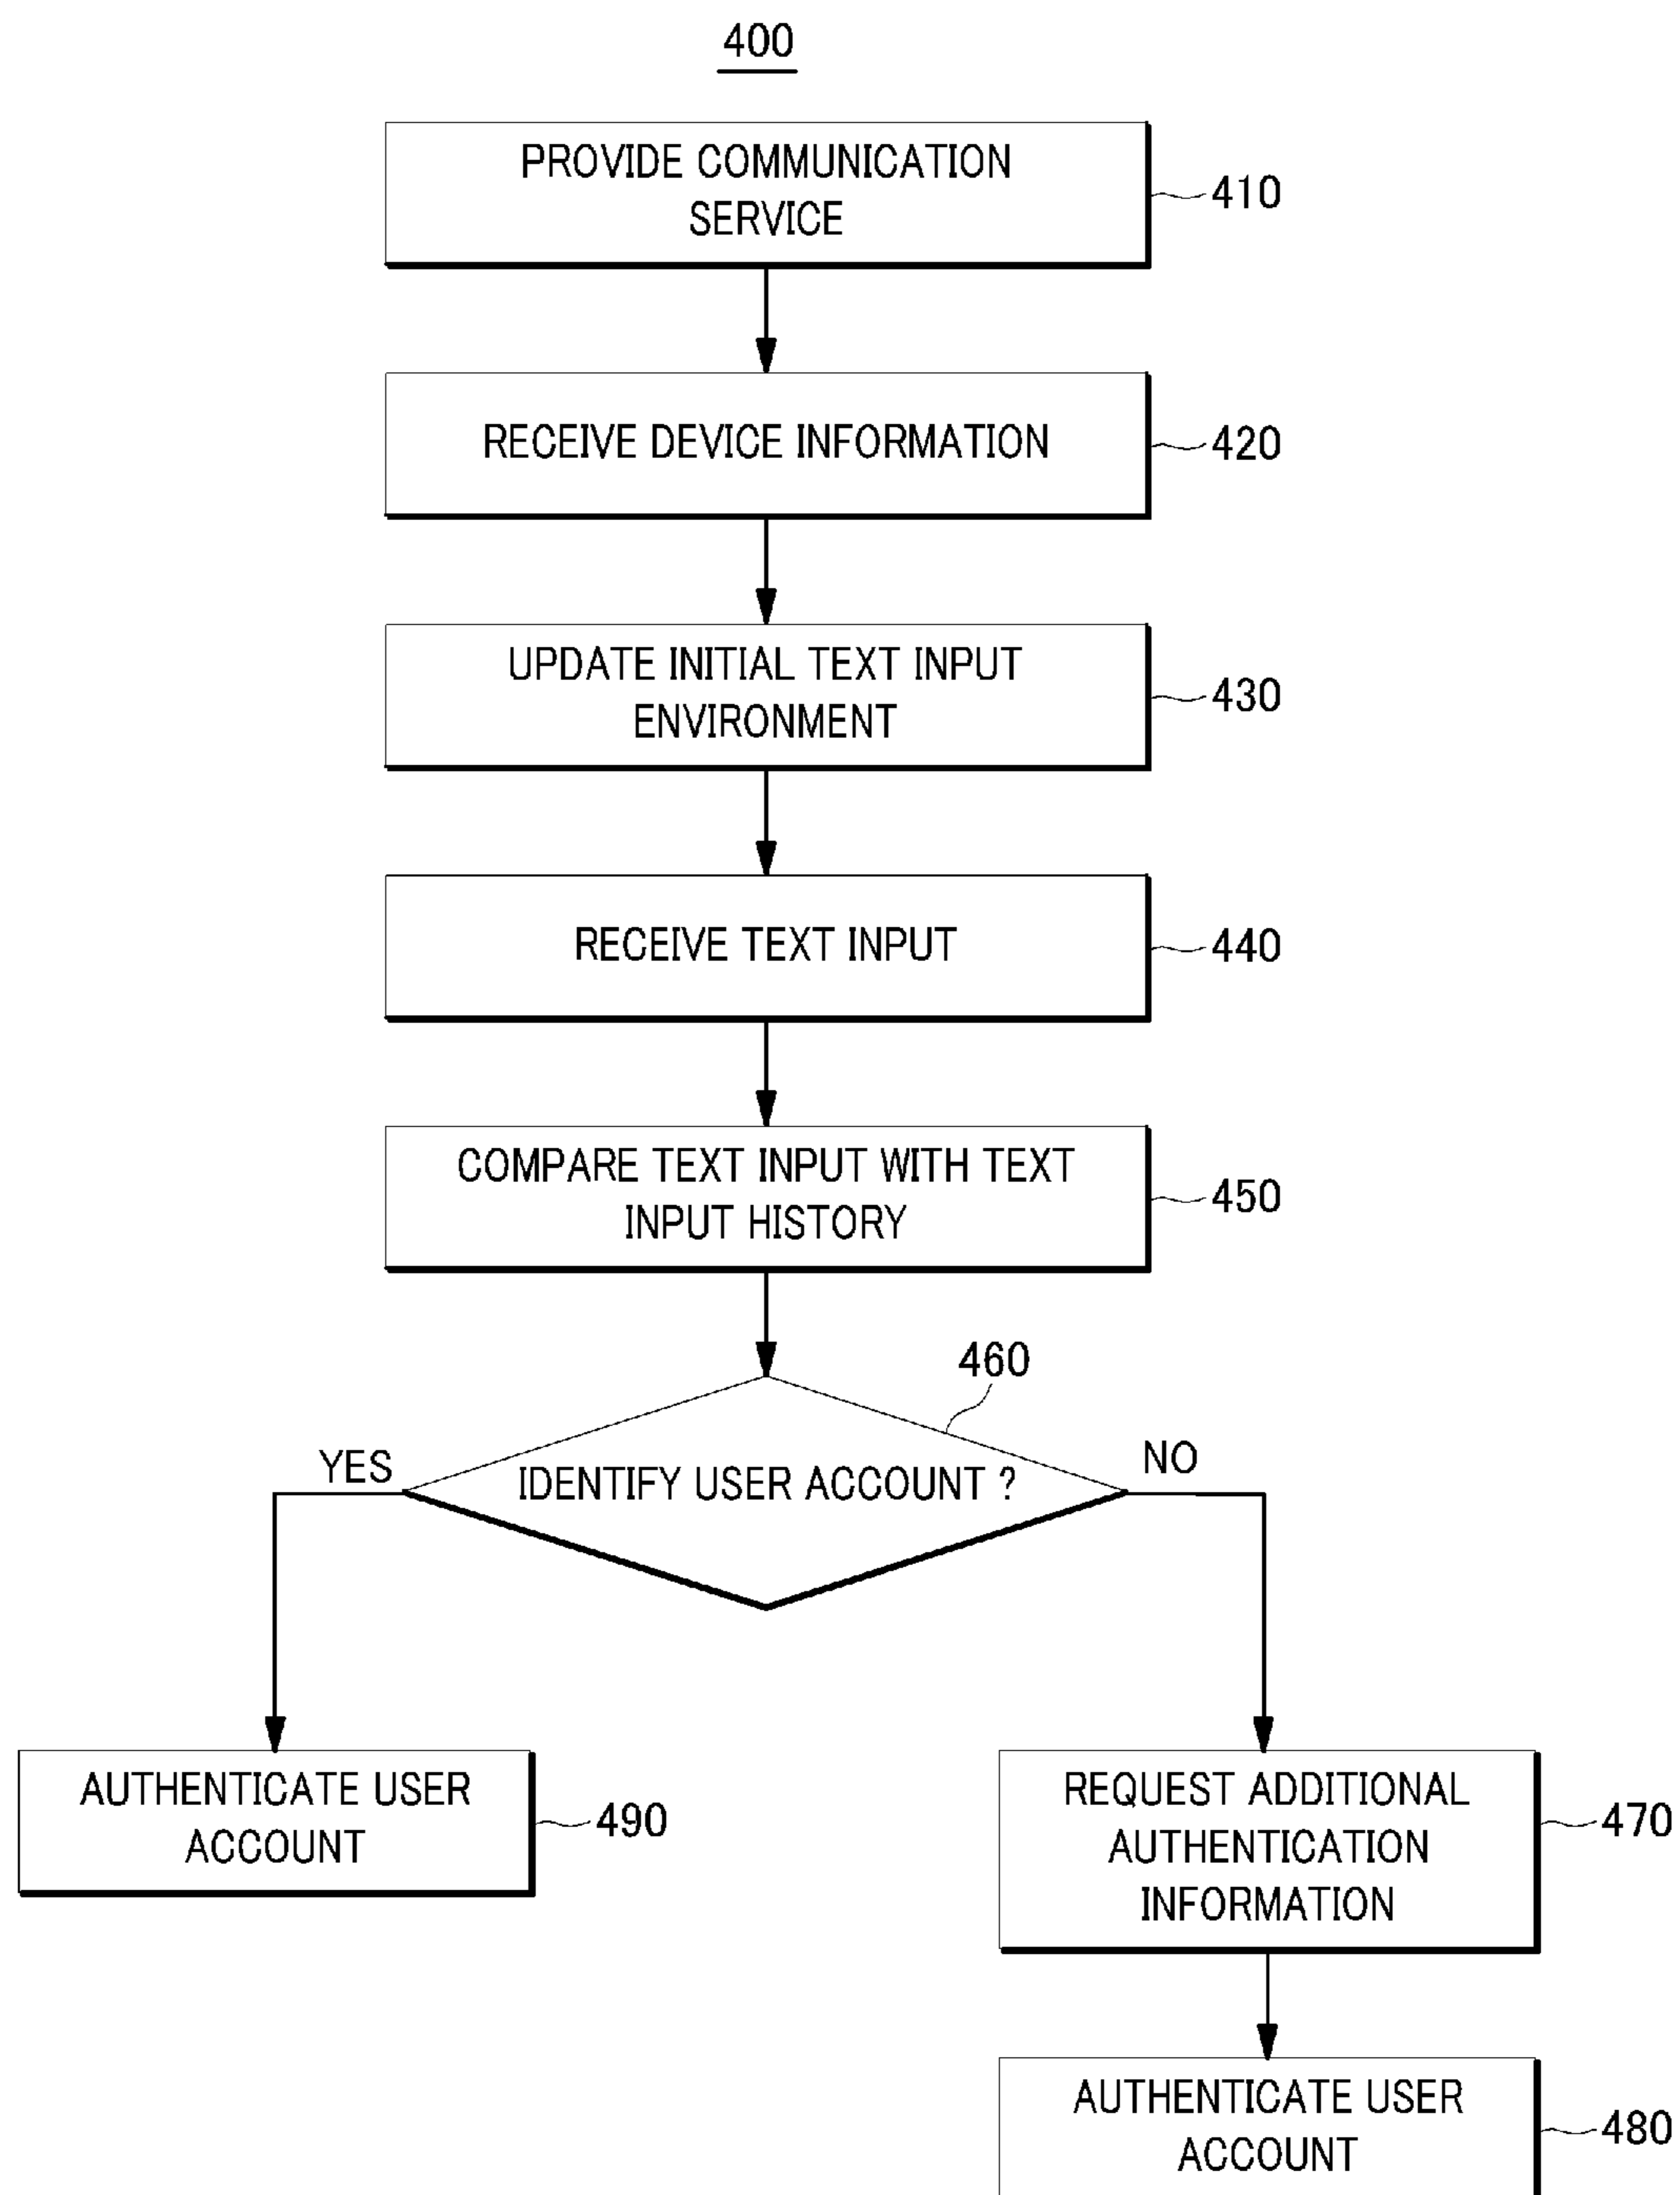 400
PROVIDE COMMUNICATION
SERVICE
410
RECEIVE DEVICE INFORMATION
420
UPDATE INITIAL TEXT INPUT
ENVIRONMENT
430
RECEIVE TEXT INPUT
440
COMPARE TEXT INPUT WITH TEXT
INPUT HISTORY
450
460
YES
IDENTIFY USER ACCOUNT ?
NO
AUTHENTICATE USER
ACCOUNT
490
REQUEST ADDITIONAL
AUTHENTICATION
INFORMATION
470
AUTHENTICATE USER
ACCOUNT
480